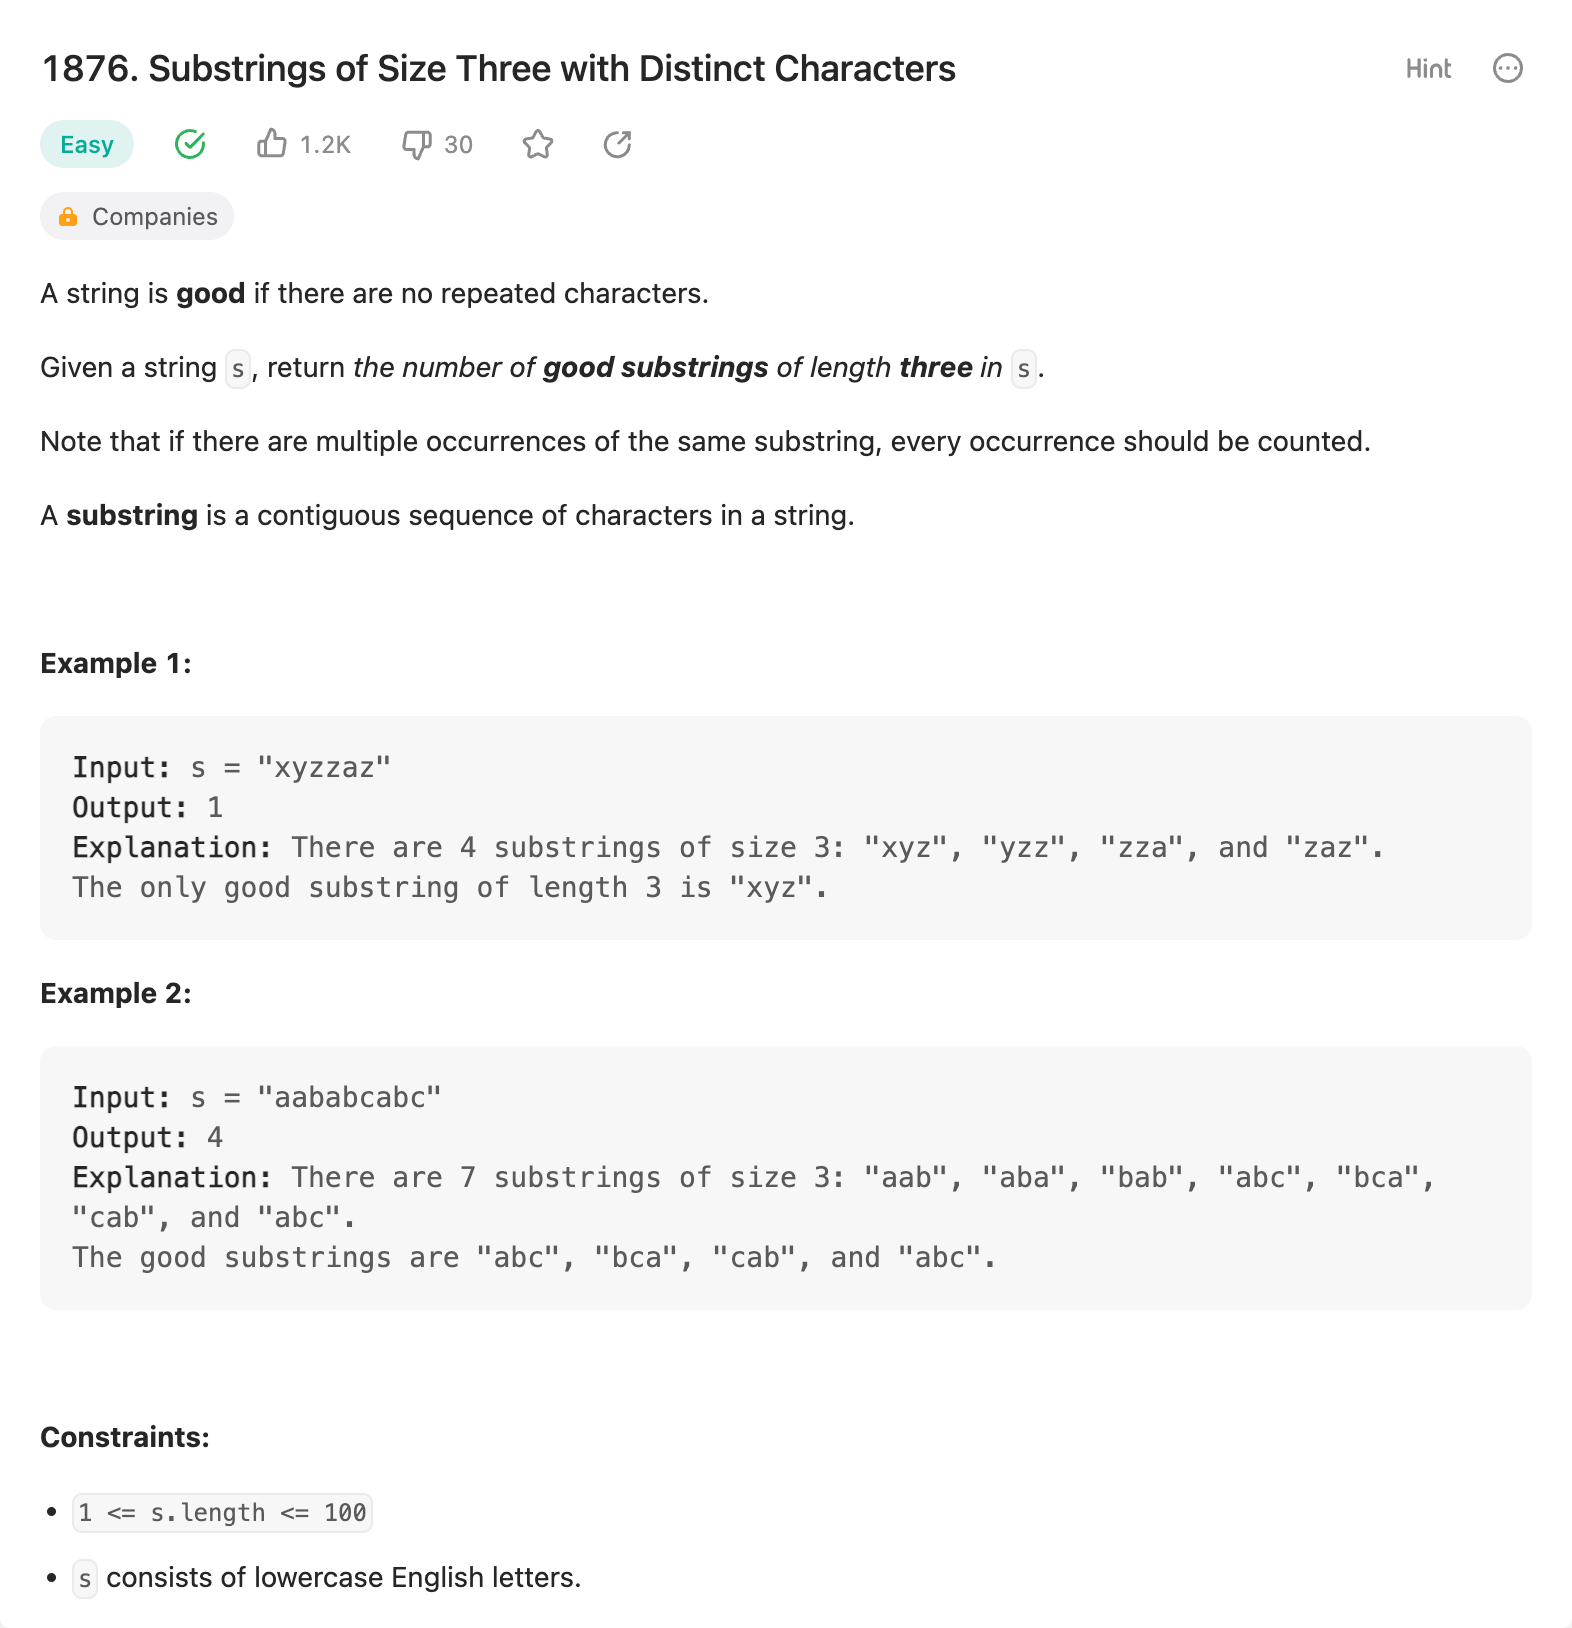 1876. Substrings of Size Three with Distinct Characters
Hint
Easy
1.2K
30
Companies
A string is good if there are no repeated characters.
Given a string s, return the number of good substrings of length three in s.
Note that if there are multiple occurrences of the same substring, every occurrence should be counted.
A substring is a contiguous sequence of characters in a string.
Example 1:
Input: s = "xyzzaz"
Output: 1
Explanation: There are 4 substrings of size 3: "xyz", "yzz", "zza", and "zaz".
The only good substring of length 3 is "xyz".
Example 2:
Input: s = "aababcabc"
Output: 4
Explanation: There are 7 substrings of size 3: "aab", "aba", "bab", "abc", "bca",
"cab", and "abc".
The good substrings are "abc", "bca", "cab", and "abc".
Constraints:
• 1 <= s.length <= 100
• s consists of lowercase English letters.